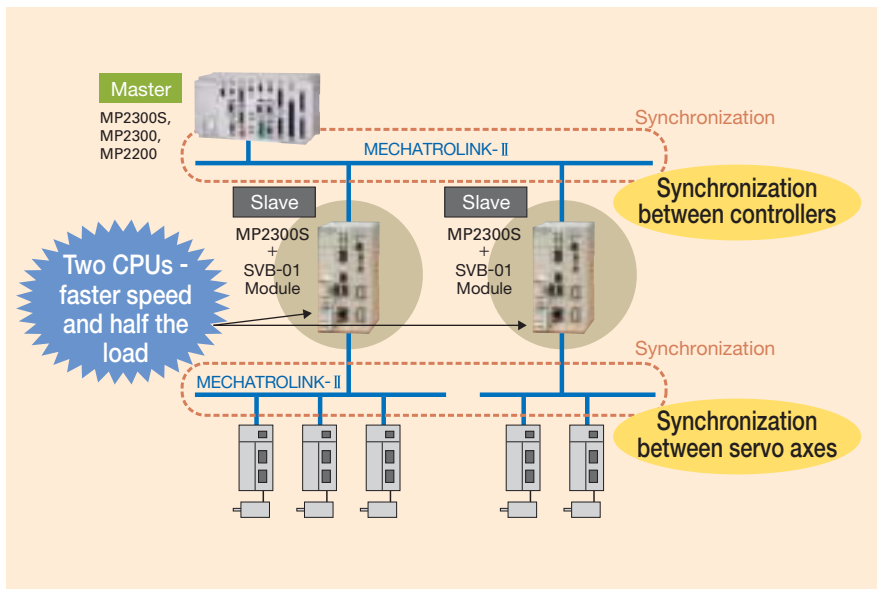 Master
MP2300S,
MP2300,
MP2200
Synchronization
MECHATROLINK-II
Synchronization
between controllers
Slave
MP2300S
+
SVB-01
Module
Slave
MP2300S
+
SVB-01
Module
Two CPUs -
faster speed
and half the
load
Synchronization
MECHATROLINK-II
Synchronization
between servo axes